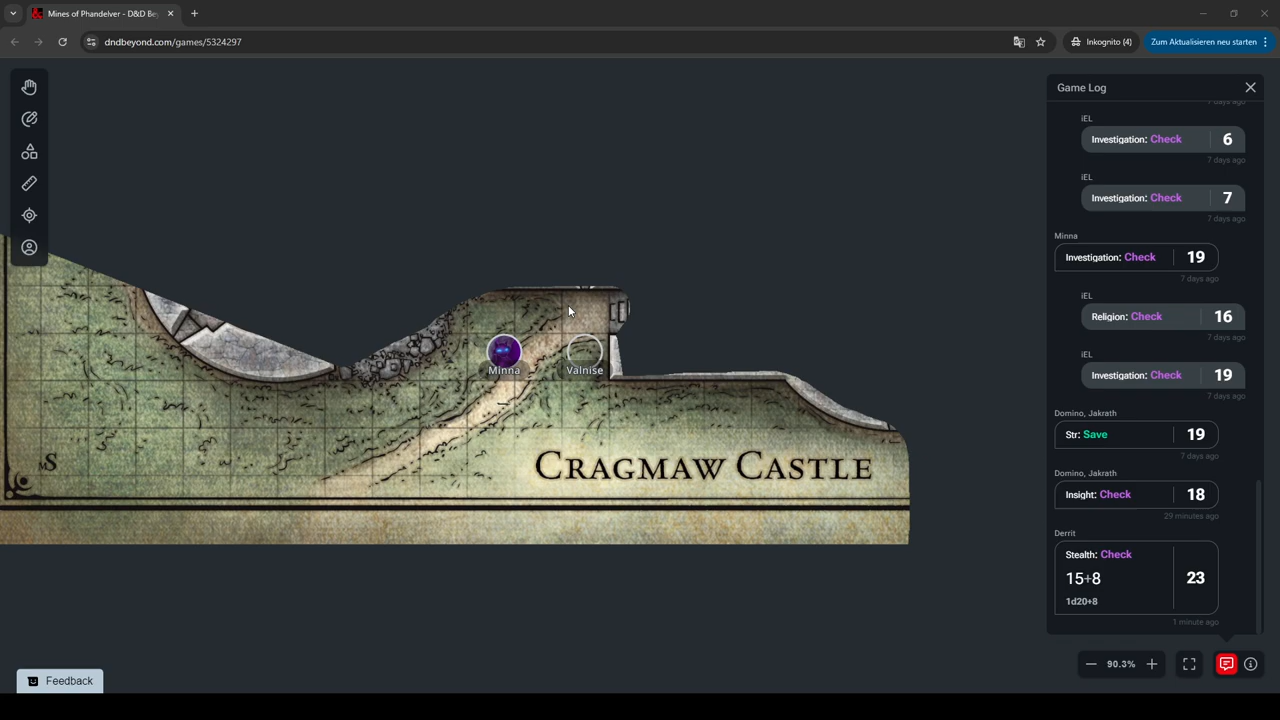 Mines of Phandelver - D&D Be
dndbeyond.com/games/5324297
Inkognito (4)
Zum Aktualisieren neu starten
Game Log
7 days ago
iEL
Investigation: Check
6
7 days ago
iEL
Investigation: Check
7
7 days ago
Minna
Investigation: Check
19
7 days ago
iEL
Religion: Check
16
7 days ago
iEL
Investigation: Check
19
7 days ago
Domino, Jakrath
Str: Save
19
7 days ago
Domino, Jakrath
Insight: Check
18
29 minutes ago
Derrit
Stealth: Check
15+8
23
1d20+8
1 minute ago
Minna
Valnise
CRAGMAW CASTLE
MS
90.3%
Feedback